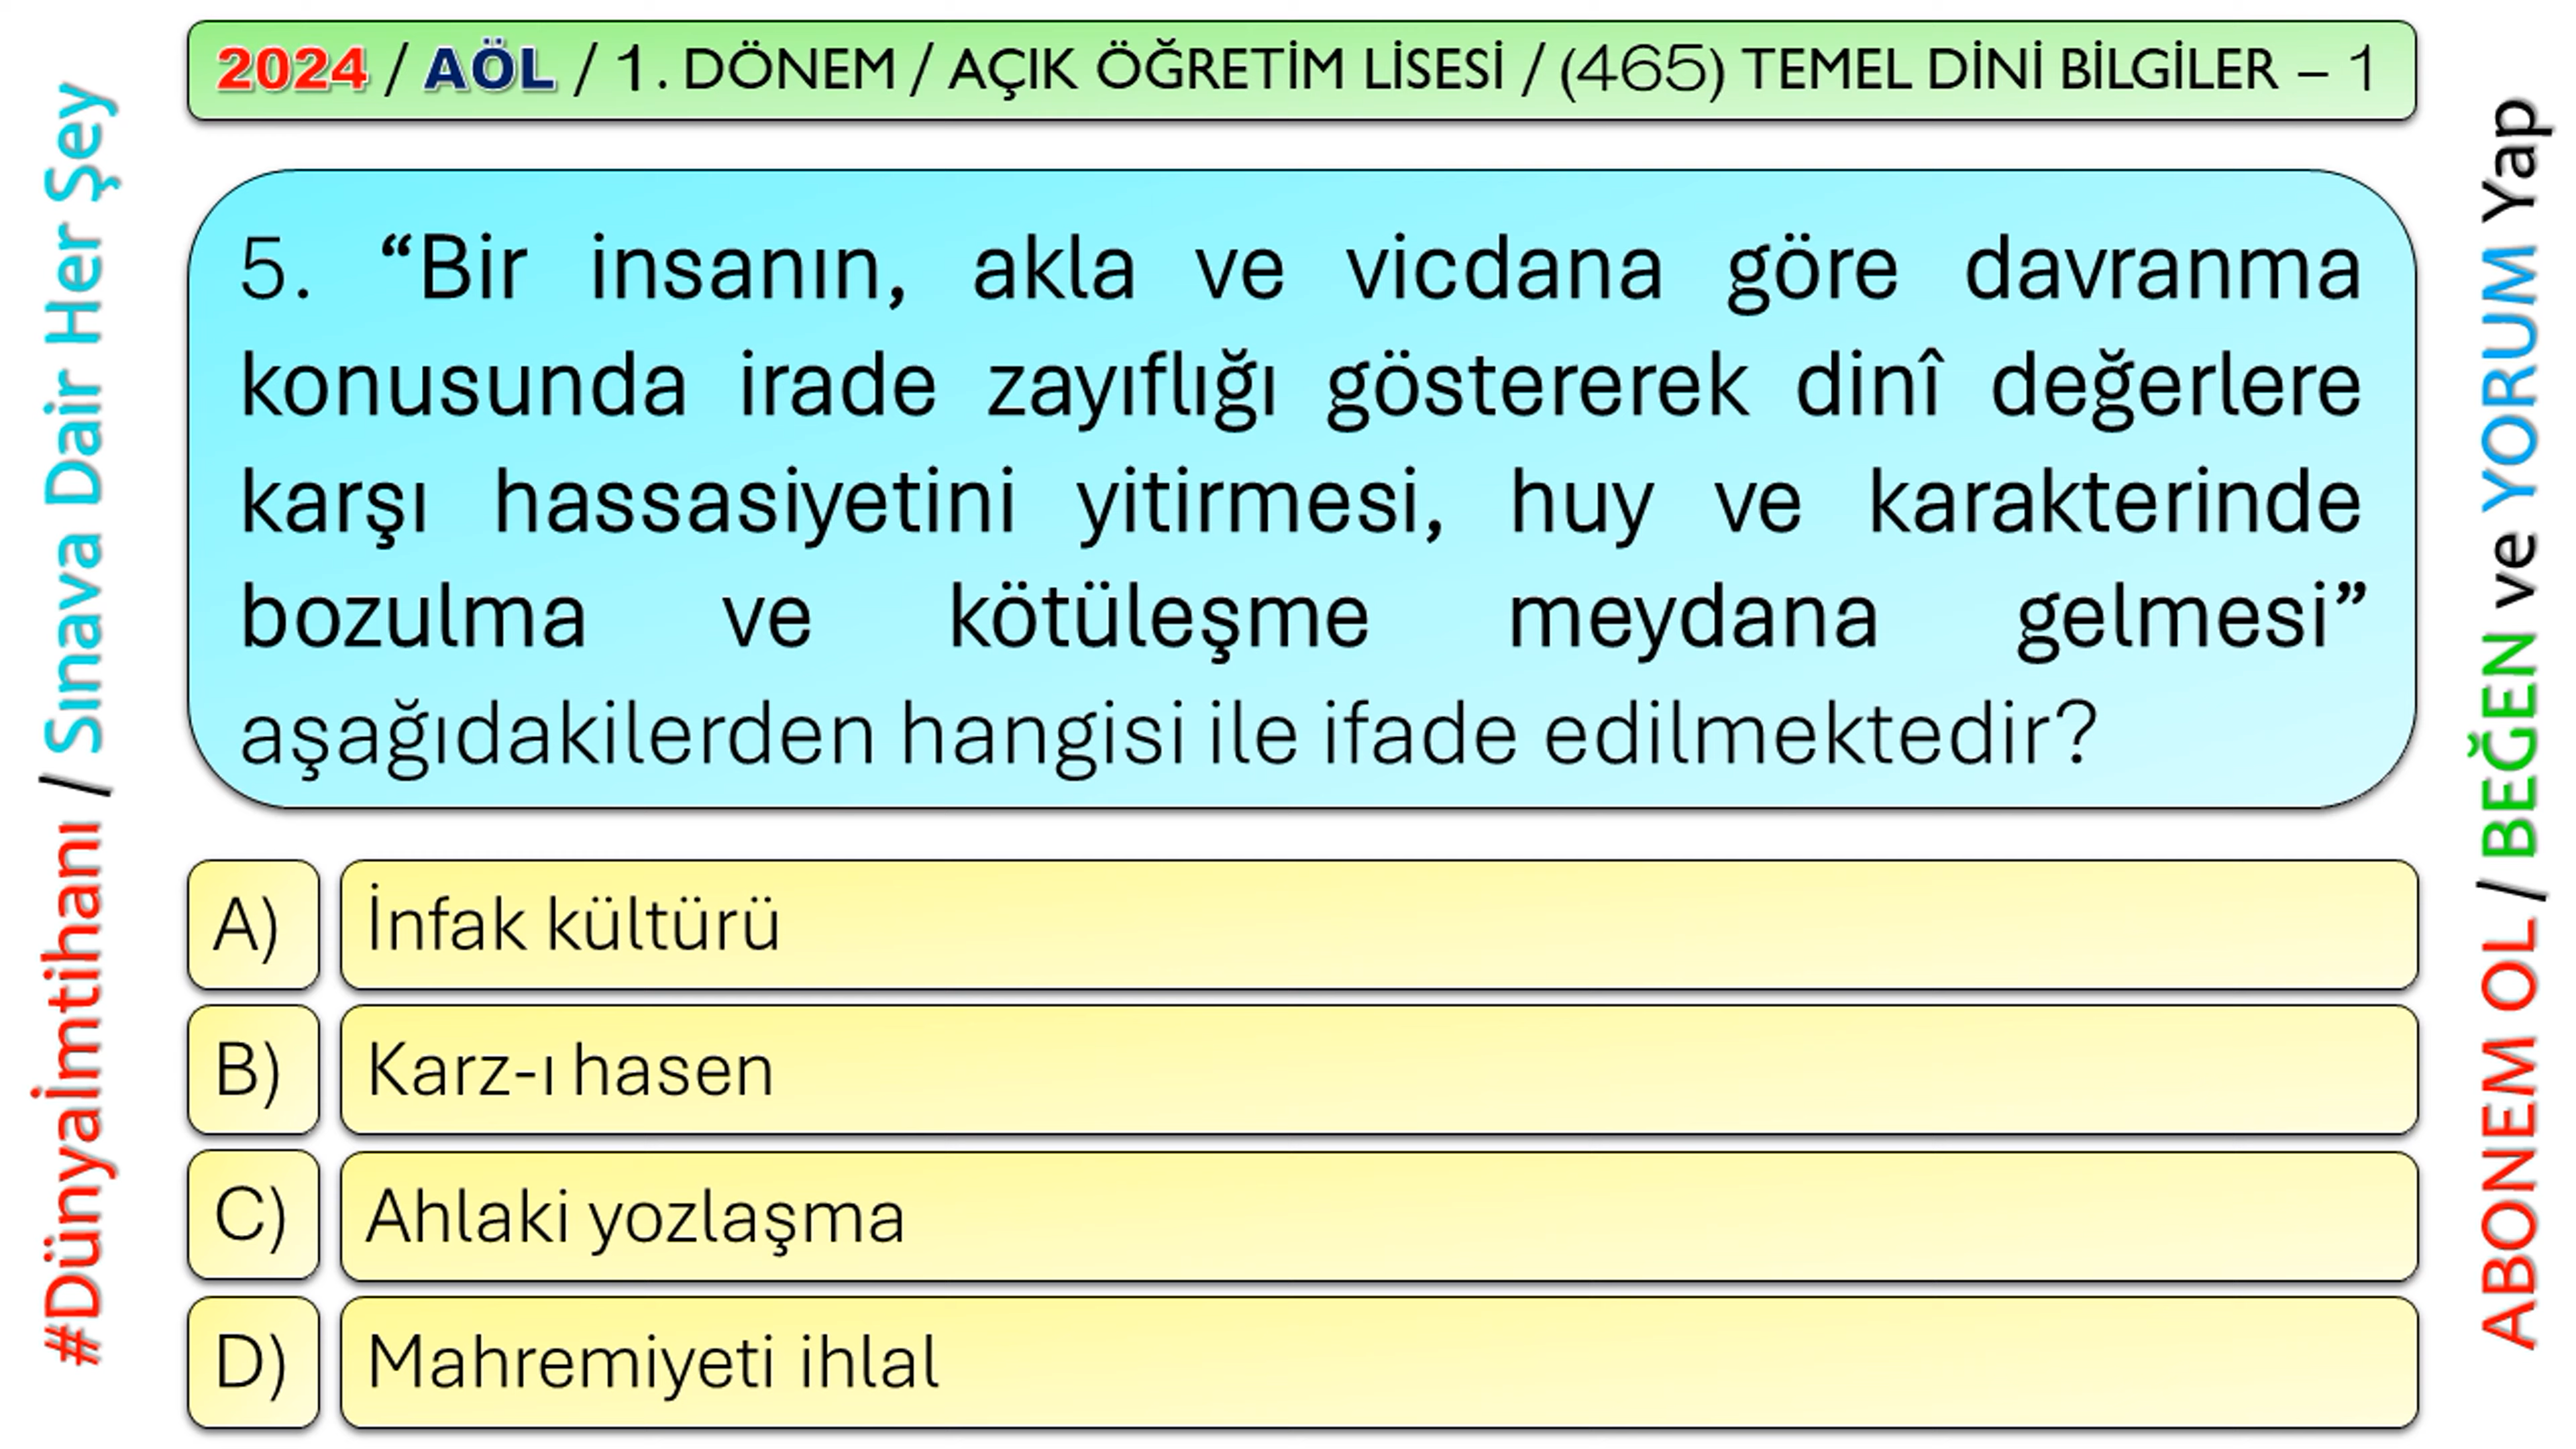 2024 / AÖL / 1. DÖNEM / AÇIK ÖĞRETİM LİSESİ / (465) TEMEL DİNİ BİLGİLER – 1
#Dünyaİmtihanı / Sınava Dair Her Şey
5. “Bir insanın, akla ve vicdana göre davranma
konusunda irade zayıflığı göstererek dinî değerlere
karşı hassasiyetini yitirmesi, huy ve karakterinde
bozulma ve kötüleşme meydana gelmesi”
aşağıdakilerden hangisi ile ifade edilmektedir?
A) İnfak kültürü
B) Karz-ı hasen
C) Ahlaki yozlaşma
D) Mahremiyeti ihlal
ABONEM OL / BEĞEN ve YORUM Yap